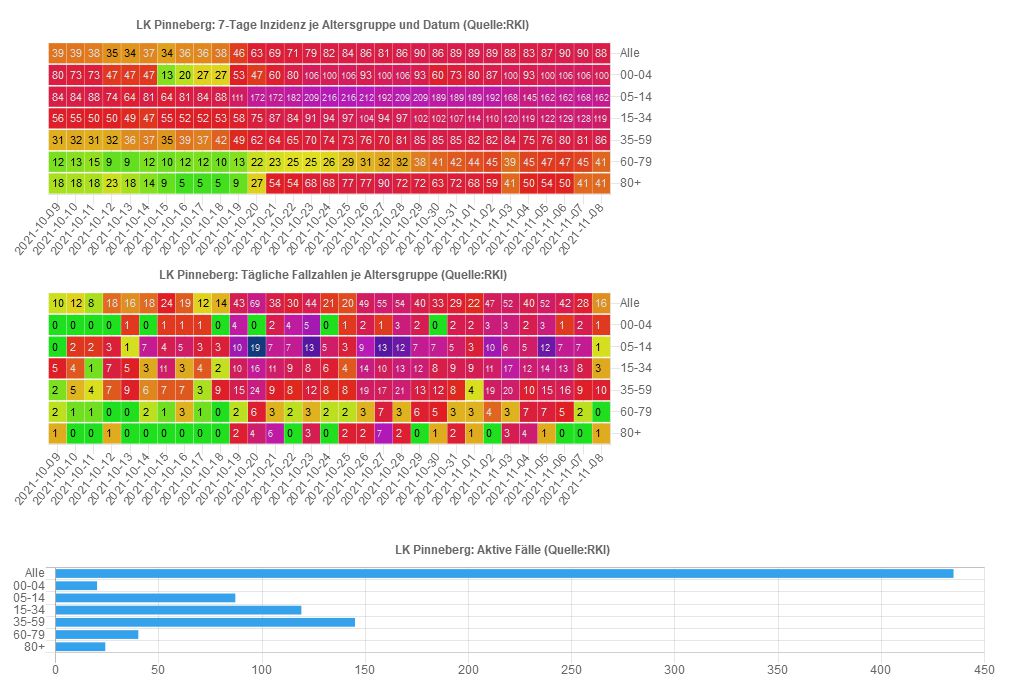 LK Pinneberg: 7-Tage Inzidenz je Altersgruppe und Datum (Quelle:RKI)
39 39 38 35 34 37 34 36 36 38 46 63 69 71 79 82 84 86 81 86 90 86 89 89 89 88 83 87 90 90 88 Alle
80 73 73 47 47 47 13 20 27 27 53 47 60 80 106 100 106 93 100 106 93 60 73 80 87 100 93 100 106 106 100 00-04
84 84 88 74 64 81 64 81 84 88 111 172 172 182 209 216 216 212 192 209 209 189 189 189 192 168 145 162 162 168 162 05-14
56 55 50 50 49 47 55 52 52 53 58 75 87 84 91 94 97 104 94 97 102 102 107 114 110 120 119 122 129 128 119 15-34
31 32 31 32 36 37 35 39 37 42 49 62 64 65 70 74 73 76 70 81 85 85 85 82 82 84 75 76 80 81 86 35-59
12 13 15 9 9 12 10 12 12 10 13 22 23 25 25 26 29 31 32 32 38 41 42 44 45 39 45 47 47 45 41 60-79
18 18 18 23 18 14 9 5 5 5 9 27 54 54 68 68 77 77 90 72 72 63 72 68 59 41 50 54 50 41 41 80+
2021-10-09 2021-10-10 2021-10-11 2021-10-12 2021-10-13 2021-10-14 2021-10-15 2021-10-16 2021-10-17 2021-10-18 2021-10-19 2021-10-20 2021-10-21 2021-10-22 2021-10-23 2021-10-24 2021-10-25 2021-10-26 2021-10-27 2021-10-28 2021-10-29 2021-10-30 2021-10-31 2021-11-01 2021-11-02 2021-11-03 2021-11-04 2021-11-05 2021-11-06 2021-11-07 2021-11-08
LK Pinneberg: Tägliche Fallzahlen je Altersgruppe (Quelle:RKI)
10 12 8 18 16 18 24 19 12 14 43 69 38 30 44 21 20 49 55 54 40 33 29 22 47 52 40 52 42 28 16 Alle
0 0 0 0 1 0 1 1 1 0 4 0 2 4 5 0 1 2 1 3 2 0 2 2 3 3 2 3 1 2 1 00-04
0 2 2 3 1 7 4 5 3 3 10 19 7 7 13 5 3 9 13 12 7 7 5 3 10 6 5 12 7 7 1 05-14
5 4 1 7 5 3 11 3 4 2 10 16 11 9 8 6 4 14 10 13 12 8 9 9 11 17 12 14 13 8 3 15-34
2 5 4 7 9 6 7 7 3 9 15 24 9 8 12 8 8 19 17 21 13 12 8 4 19 20 10 15 16 9 10 35-59
2 1 1 0 0 2 1 3 1 0 2 6 3 2 3 2 2 3 7 3 6 5 3 3 4 3 7 7 5 2 0 60-79
1 0 0 1 0 0 0 0 0 0 2 4 6 0 3 0 2 2 7 2 0 1 2 1 0 3 4 1 0 0 1 80+
2021-10-09 2021-10-10 2021-10-11 2021-10-12 2021-10-13 2021-10-14 2021-10-15 2021-10-16 2021-10-17 2021-10-18 2021-10-19 2021-10-20 2021-10-21 2021-10-22 2021-10-23 2021-10-24 2021-10-25 2021-10-26 2021-10-27 2021-10-28 2021-10-29 2021-10-30 2021-10-31 2021-11-01 2021-11-02 2021-11-03 2021-11-04 2021-11-05 2021-11-06 2021-11-07 2021-11-08
LK Pinneberg: Aktive Fälle (Quelle:RKI)
Alle
00-04
05-14
15-34
35-59
60-79
80+
0 50 100 150 200 250 300 350 400 450